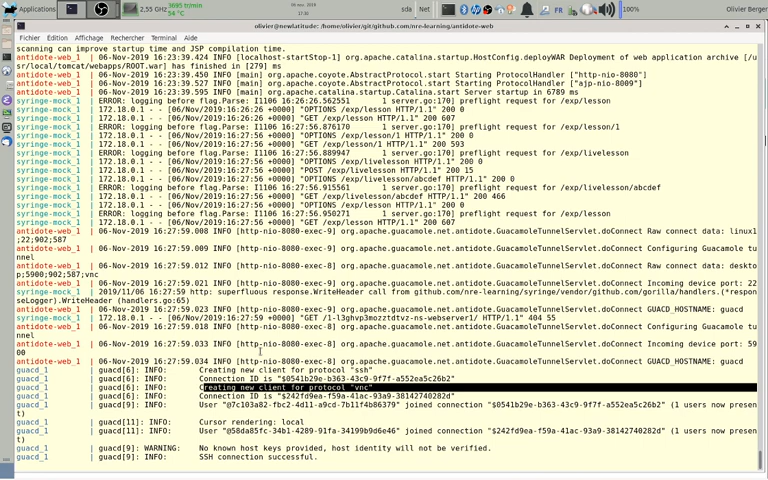 Applications
2,55 GHz
3695 tr/min
54 °C
06 nov. 2019
17:35
sda
Net
FR
100%
Olivier Berger
olivier@newlatitude: /home/olivier/git/github.com/nre-learning/antidote-web
Fichier Édition Affichage Rechercher Terminal Aide
scanning can improve startup time and JSP compilation time.
antidote-web_1 | 06-Nov-2019 16:23:39.424 INFO [localhost-startStop-1] org.apache.catalina.startup.HostConfig.deployWAR Deployment of web application archive [/u
sr/local/tomcat/webapps/ROOT.war] has finished in [279] ms
antidote-web_1 | 06-Nov-2019 16:23:39.450 INFO [main] org.apache.coyote.AbstractProtocol.start Starting ProtocolHandler ["http-nio-8080"]
antidote-web_1 | 06-Nov-2019 16:23:39.527 INFO [main] org.apache.coyote.AbstractProtocol.start Starting ProtocolHandler ["ajp-nio-8009"]
antidote-web_1 | 06-Nov-2019 16:23:39.595 INFO [main] org.apache.catalina.startup.Catalina.start Server startup in 6789 ms
syringe-mock_1 | ERROR: logging before flag.Parse: I1106 16:26:26.562551 1 server.go:170] preflight request for /exp/lesson
syringe-mock_1 | 172.18.0.1 - - [06/Nov/2019:16:26:26 +0000] "OPTIONS /exp/lesson HTTP/1.1" 200 0
syringe-mock_1 | 172.18.0.1 - - [06/Nov/2019:16:26:26 +0000] "GET /exp/lesson HTTP/1.1" 200 607
syringe-mock_1 | ERROR: logging before flag.Parse: I1106 16:27:56.876170 1 server.go:170] preflight request for /exp/lesson/1
syringe-mock_1 | 172.18.0.1 - - [06/Nov/2019:16:27:56 +0000] "OPTIONS /exp/lesson/1 HTTP/1.1" 200 0
syringe-mock_1 | 172.18.0.1 - - [06/Nov/2019:16:27:56 +0000] "GET /exp/lesson/1 HTTP/1.1" 200 593
syringe-mock_1 | ERROR: logging before flag.Parse: I1106 16:27:56.889947 1 server.go:170] preflight request for /exp/livelesson
syringe-mock_1 | 172.18.0.1 - - [06/Nov/2019:16:27:56 +0000] "OPTIONS /exp/livelesson HTTP/1.1" 200 0
syringe-mock_1 | 172.18.0.1 - - [06/Nov/2019:16:27:56 +0000] "POST /exp/livelesson HTTP/1.1" 200 15
syringe-mock_1 | 172.18.0.1 - - [06/Nov/2019:16:27:56 +0000] "OPTIONS /exp/livelesson/abcdef HTTP/1.1" 200 0
syringe-mock_1 | ERROR: logging before flag.Parse: I1106 16:27:56.915561 1 server.go:170] preflight request for /exp/livelesson/abcdef
syringe-mock_1 | 172.18.0.1 - - [06/Nov/2019:16:27:56 +0000] "GET /exp/livelesson/abcdef HTTP/1.1" 200 466
syringe-mock_1 | 172.18.0.1 - - [06/Nov/2019:16:27:56 +0000] "OPTIONS /exp/lesson HTTP/1.1" 200 0
syringe-mock_1 | ERROR: logging before flag.Parse: I1106 16:27:56.950271 1 server.go:170] preflight request for /exp/lesson
syringe-mock_1 | 172.18.0.1 - - [06/Nov/2019:16:27:56 +0000] "GET /exp/lesson HTTP/1.1" 200 607
antidote-web_1 | 06-Nov-2019 16:27:59.008 INFO [http-nio-8080-exec-9] org.apache.guacamole.net.antidote.GuacamoleTunnelServlet.doConnect Raw connect data: linux1
;22;902;587
antidote-web_1 | 06-Nov-2019 16:27:59.009 INFO [http-nio-8080-exec-9] org.apache.guacamole.net.antidote.GuacamoleTunnelServlet.doConnect Configuring Guacamole tu
nnel
antidote-web_1 | 06-Nov-2019 16:27:59.012 INFO [http-nio-8080-exec-8] org.apache.guacamole.net.antidote.GuacamoleTunnelServlet.doConnect Raw connect data: deskto
p;5900;902;587;vnc
antidote-web_1 | 06-Nov-2019 16:27:59.021 INFO [http-nio-8080-exec-9] org.apache.guacamole.net.antidote.GuacamoleTunnelServlet.doConnect Incoming device port: 22
syringe-mock_1 | 2019/11/06 16:27:59 http: superfluous response.WriteHeader call from github.com/nre-learning/syringe/vendor/github.com/gorilla/handlers.(*respon
seLogger).WriteHeader (handlers.go:65)
antidote-web_1 | 06-Nov-2019 16:27:59.023 INFO [http-nio-8080-exec-9] org.apache.guacamole.net.antidote.GuacamoleTunnelServlet.doConnect GUACD_HOSTNAME: guacd
syringe-mock_1 | 172.18.0.1 - - [06/Nov/2019:16:27:59 +0000] "GET /1-l3ghvp3mozztdtvz-ns-webserver1/ HTTP/1.1" 404 55
antidote-web_1 | 06-Nov-2019 16:27:59.018 INFO [http-nio-8080-exec-8] org.apache.guacamole.net.antidote.GuacamoleTunnelServlet.doConnect Configuring Guacamole tu
nnel
antidote-web_1 | 06-Nov-2019 16:27:59.033 INFO [http-nio-8080-exec-8] org.apache.guacamole.net.antidote.GuacamoleTunnelServlet.doConnect Incoming device port: 59
00
antidote-web_1 | 06-Nov-2019 16:27:59.034 INFO [http-nio-8080-exec-8] org.apache.guacamole.net.antidote.GuacamoleTunnelServlet.doConnect GUACD_HOSTNAME: guacd
guacd_1 | guacd[6]: INFO: Creating new client for protocol "ssh"
guacd_1 | guacd[6]: INFO: Connection ID is "$0541b29e-b363-43c9-9f7f-a552ea5c26b2"
guacd_1 | guacd[6]: INFO: Creating new client for protocol "vnc"
guacd_1 | guacd[6]: INFO: Connection ID is "$242fd9ea-f59a-41ac-93a9-38142740282d"
guacd_1 | guacd[9]: INFO: User "@7c103a82-fbc2-4d11-a9cd-7b11f4b86379" joined connection "$0541b29e-b363-43c9-9f7f-a552ea5c26b2" (1 users now presen
t)
guacd_1 | guacd[11]: INFO: Cursor rendering: local
guacd_1 | guacd[11]: INFO: User "@58da85fc-34b1-4289-91fa-34199b9d6e46" joined connection "$242fd9ea-f59a-41ac-93a9-38142740282d" (1 users now presen
t)
guacd_1 | guacd[9]: WARNING: No known host keys provided, host identity will not be verified.
guacd_1 | guacd[9]: INFO: SSH connection successful.